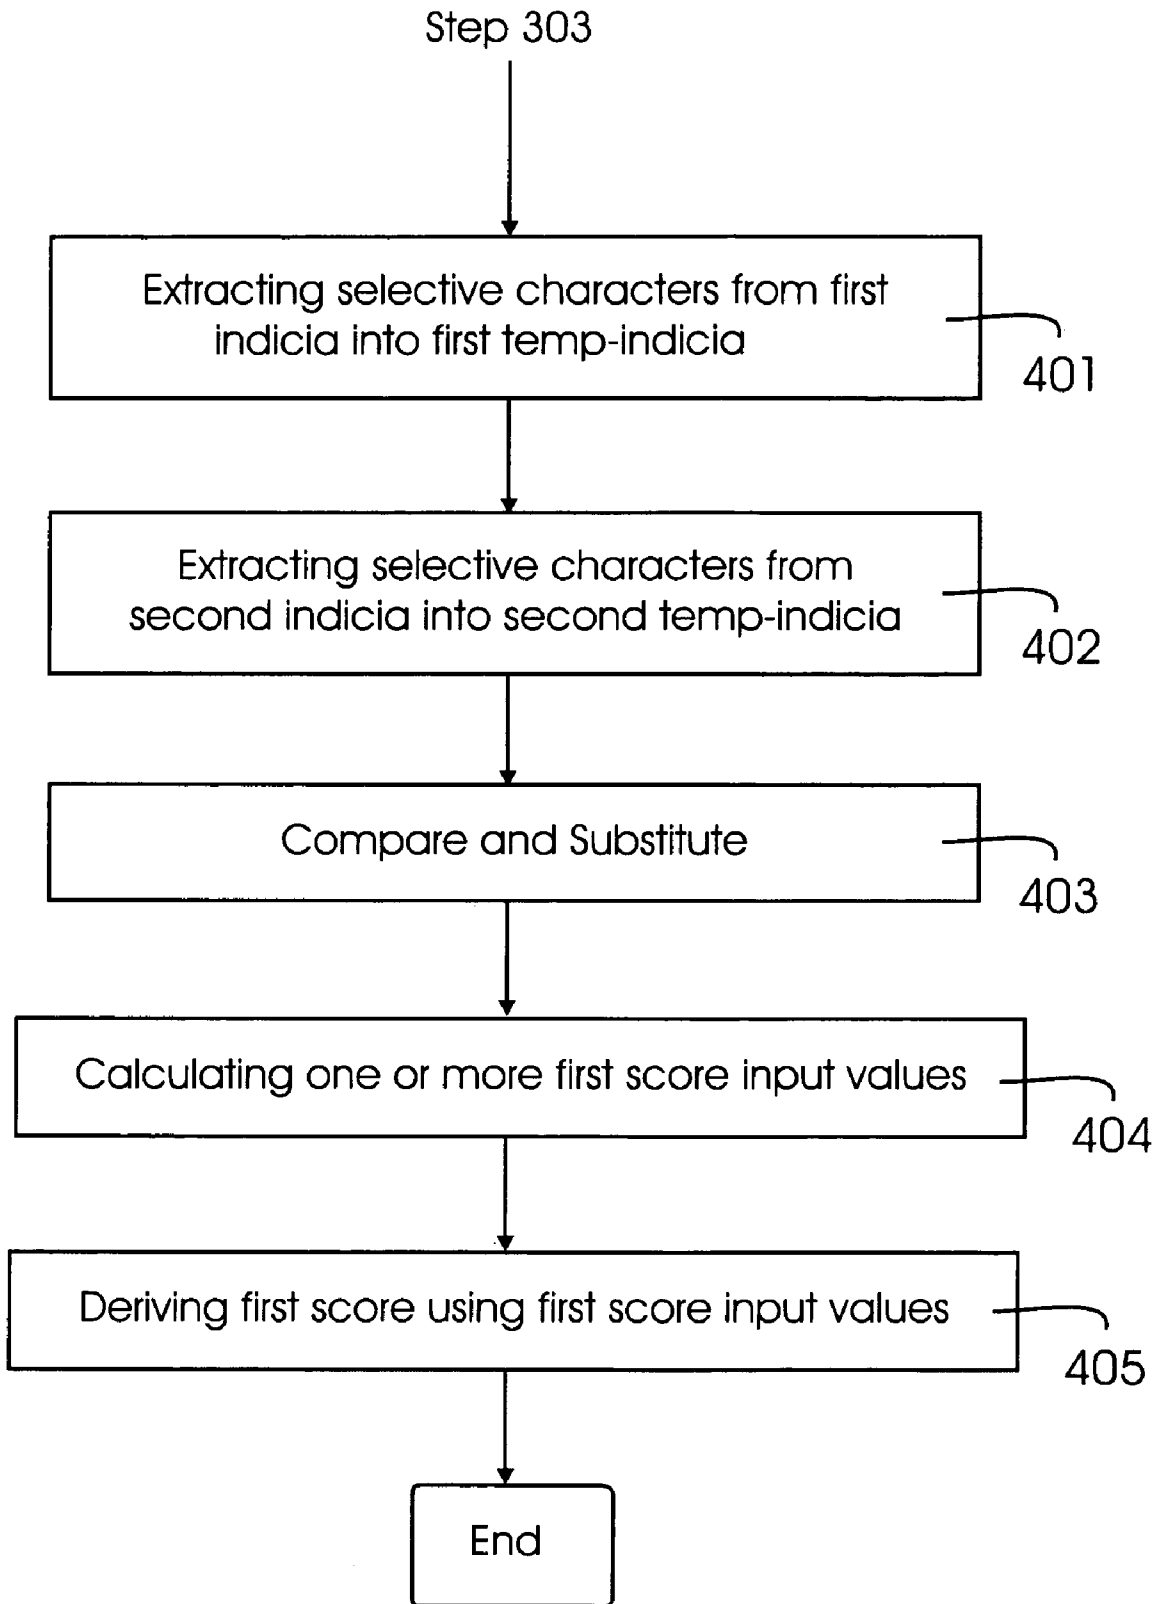 Step 303
Extracting selective characters from first
indicia into first temp-indicia
401
Extracting selective characters from
second indicia into second temp-indicia
402
Compare and Substitute
403
Calculating one or more first score input values
404
Deriving first score using first score input values
405
End